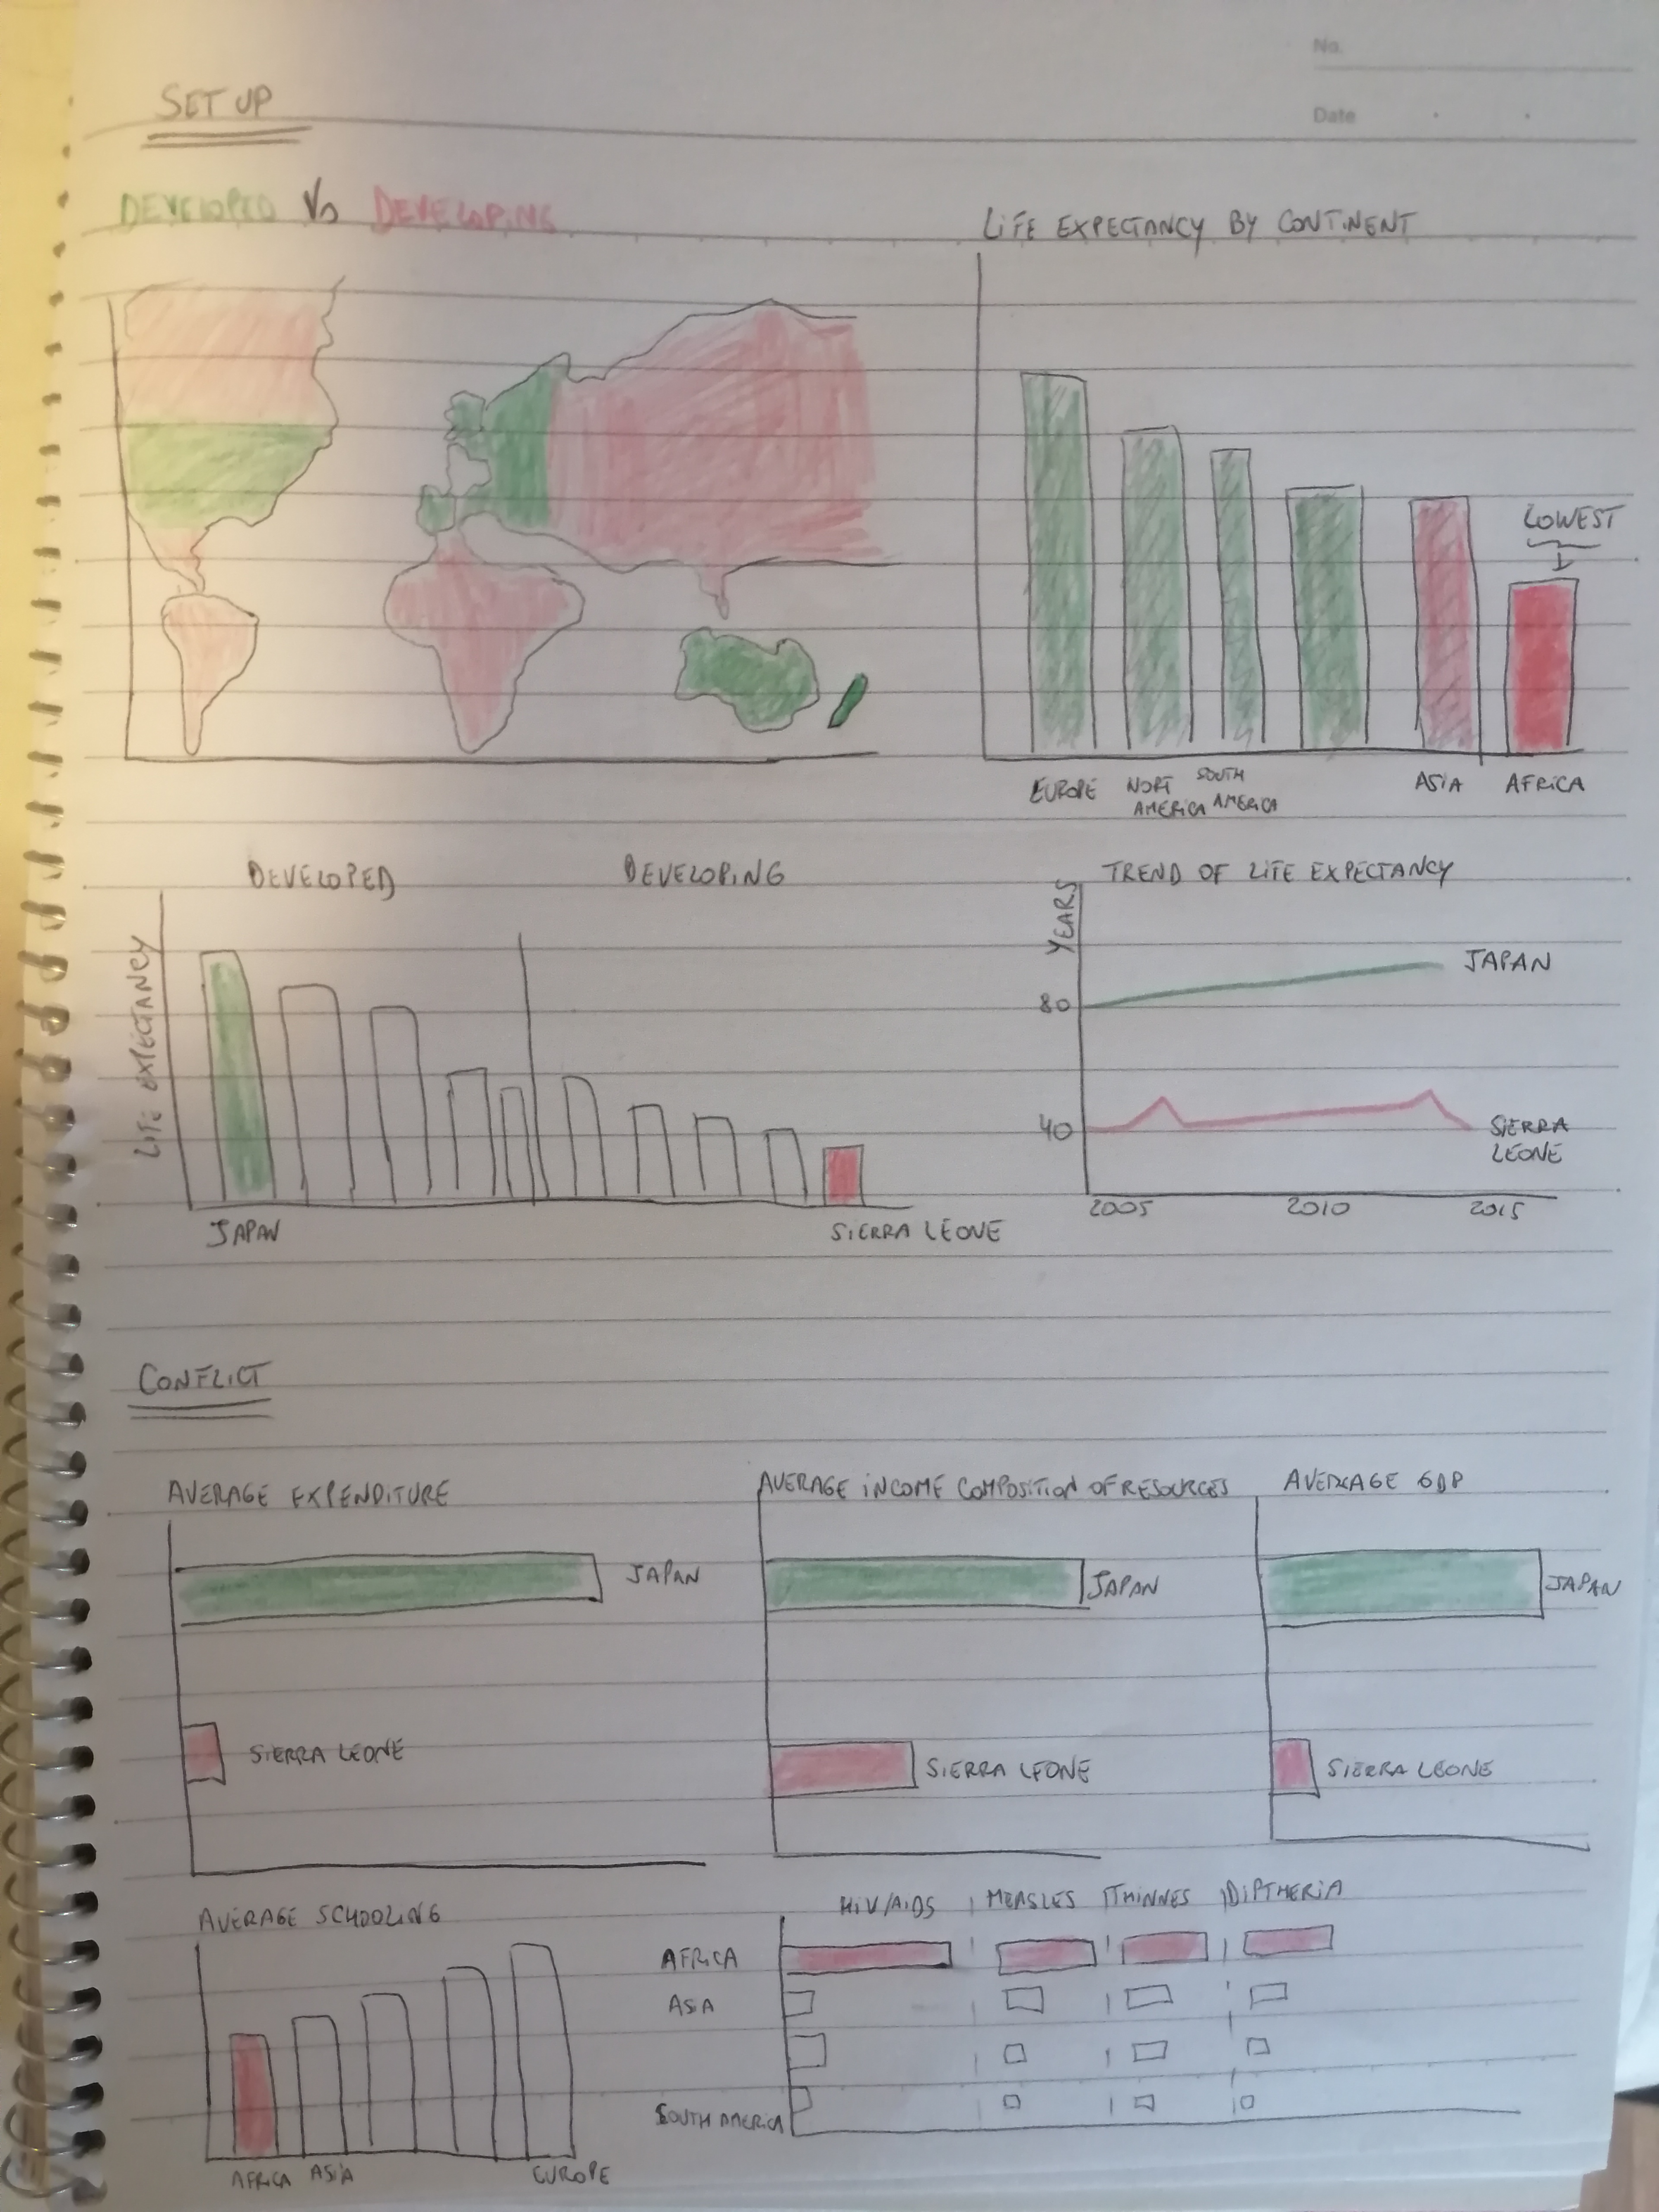 No.
Date
SET UP
DEVELOPED Vs DEVELOPING
LIFE EXPECTANCY BY CONTINENT
LOWEST
EUROPE
NORT
AMERICA
SOUTH
AMERICA
ASIA
AFRICA
DEVELOPED
DEVELOPING
LIFE EXPECTANCY
JAPAN
SIERRA LEONE
TREND OF LIFE EXPECTANCY
YEARS
80
40
JAPAN
SIERRA
LEONE
2005 2010 2015
CONFLICT
AVERAGE EXPENDITURE
JAPAN
SIERRA LEONE
AVERAGE INCOME COMPOSITION OF RESOURCES
JAPAN
SIERRA LEONE
AVERAGE GDP
JAPAN
SIERRA LEONE
AVERAGE SCHOOLING
AFRICA ASIA EUROPE
HIV/AIDS MEASLES THINNES DIPTHERIA
AFRICA
ASIA
SOUTH AMERICA